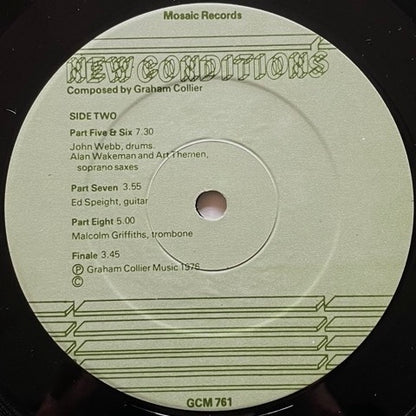 Mosaic Records
NEW CONDITIONS
Composed by Graham Collier
SIDE TWO
Part Five & Six 7.30
John Webb, drums.
Alan Wakeman and Art Themen,
soprano saxes
Part Seven 3.55
Ed Speight, guitar
Part Eight 5.00
Malcolm Griffiths, trombone
Finale 3.45
Ⓟ Graham Collier Music 1976
©
GCM 761